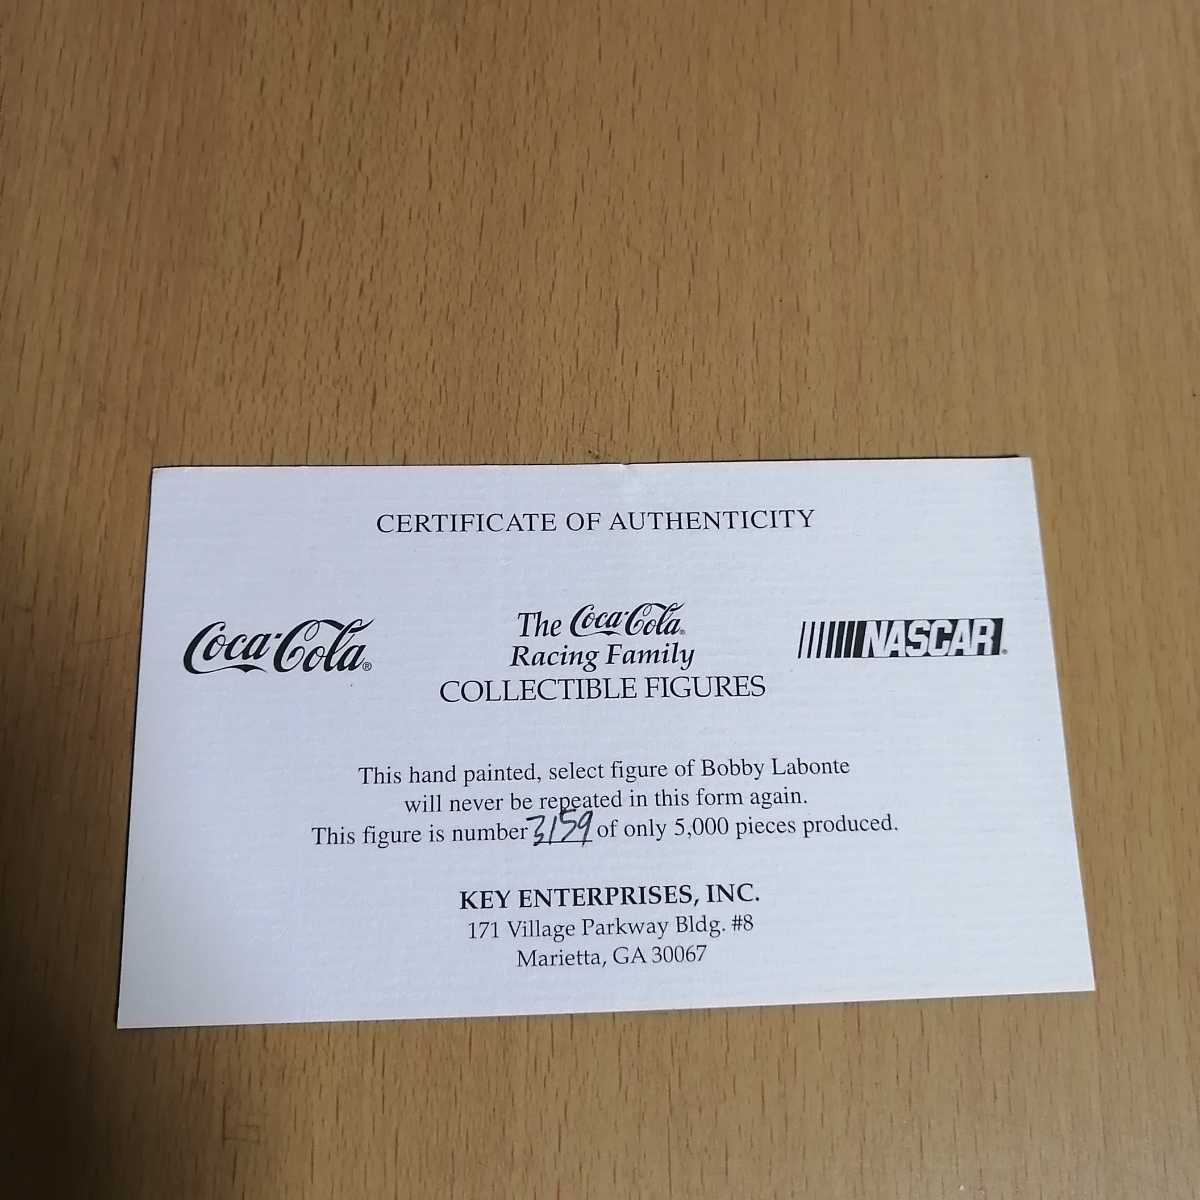 CERTIFICATE OF AUTHENTICITY
Coca-Cola®
The Coca-Cola®
Racing Family
COLLECTIBLE FIGURES
NASCAR®
This hand painted, select figure of Bobby Labonte
will never be repeated in this form again.
This figure is number 3159 of only 5,000 pieces produced.
KEY ENTERPRISES, INC.
171 Village Parkway Bldg. #8
Marietta, GA 30067